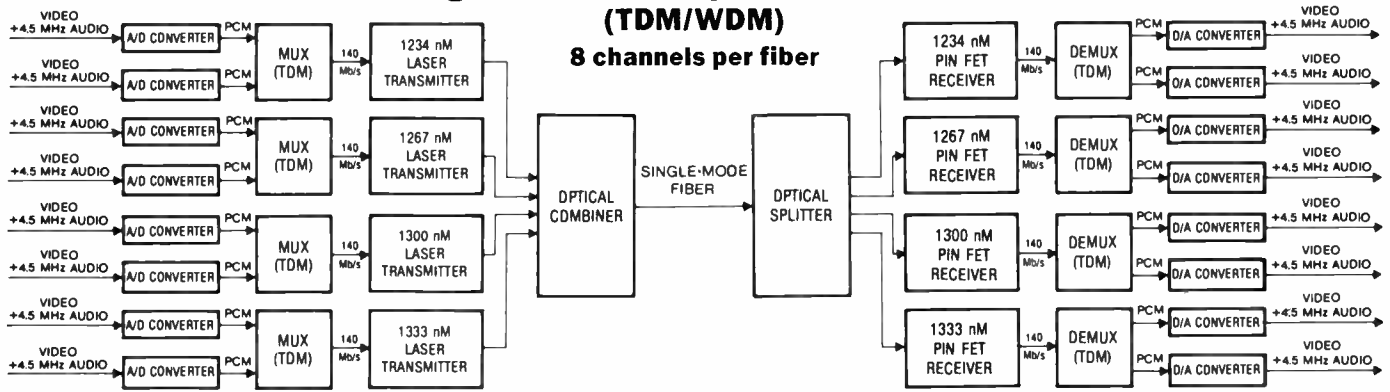 (TDM/WDM)
8 channels per fiber
VIDEO
+4.5 MHz AUDIO
A/D CONVERTER
PCM
VIDEO
+4.5 MHz AUDIO
A/D CONVERTER
PCM
MUX
(TDM)
140
Mb/s
1234 nM
LASER
TRANSMITTER
VIDEO
+4.5 MHz AUDIO
A/D CONVERTER
PCM
VIDEO
+4.5 MHz AUDIO
A/D CONVERTER
PCM
MUX
(TDM)
140
Mb/s
1267 nM
LASER
TRANSMITTER
VIDEO
+4.5 MHz AUDIO
A/D CONVERTER
PCM
VIDEO
+4.5 MHz AUDIO
A/D CONVERTER
PCM
MUX
(TDM)
140
Mb/s
1300 nM
LASER
TRANSMITTER
VIDEO
+4.5 MHz AUDIO
A/D CONVERTER
PCM
VIDEO
+4.5 MHz AUDIO
A/D CONVERTER
PCM
MUX
(TDM)
140
Mb/s
1333 nM
LASER
TRANSMITTER
OPTICAL
COMBINER
SINGLE-MODE
FIBER
OPTICAL
SPLITTER
1234 nM
PIN FET
RECEIVER
140
Mb/s
DEMUX
(TDM)
PCM
D/A CONVERTER
VIDEO
+4.5 MHz AUDIO
PCM
O/A CONVERTER
VIDEO
+4.5 MHz AUDIO
1267 nM
PIN FET
RECEIVER
140
Mb/s
DEMUX
(TDM)
PCM
O/A CONVERTER
VIDEO
+4.5 MHz AUDIO
PCM
D/A CONVERTER
VIDEO
+4.5 MHz AUDIO
1300 nM
PIN FET
RECEIVER
140
Mb/s
DEMUX
(TDM)
PCM
D/A CONVERTER
VIDEO
+4.5 MHz AUDIO
PCM
D/A CONVERTER
VIDEO
+4.5 MHz AUDIO
1333 nM
PIN FET
RECEIVER
140
Mb/s
DEMUX
(TDM)
PCM
D/A CONVERTER
VIDEO
+4.5 MHz AUDIO
PCM
D/A CONVERTER
VIDEO
+4.5 MHz AUDIO